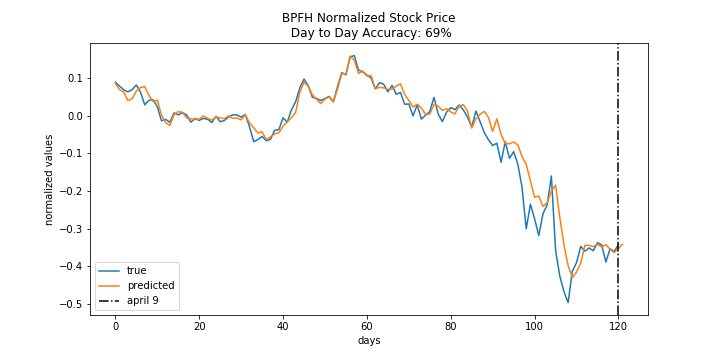 BPFH Normalized Stock Price
Day to Day Accuracy: 69%
normalized values
0.1
0.0
−0.1
−0.2
−0.3
−0.4
−0.5
true
predicted
april 9
0
20
40
60
80
100
120
days